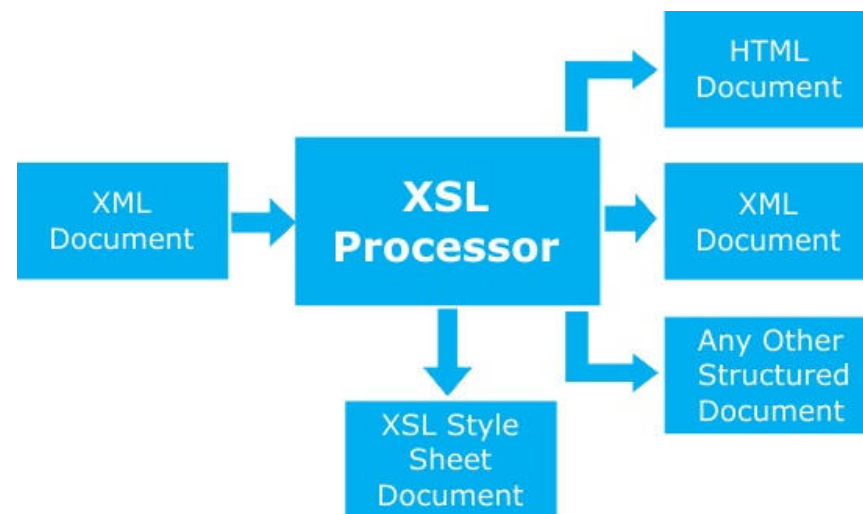 XML
Document
XSL
Processor
HTML
Document
XML
Document
Any Other
Structured
Document
XSL Style
Sheet
Document